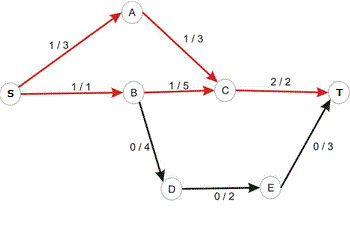 A
1 / 3
1 / 3
S
1 / 1
B
1 / 5
C
2 / 2
T
0 / 4
0 / 3
D
0 / 2
E